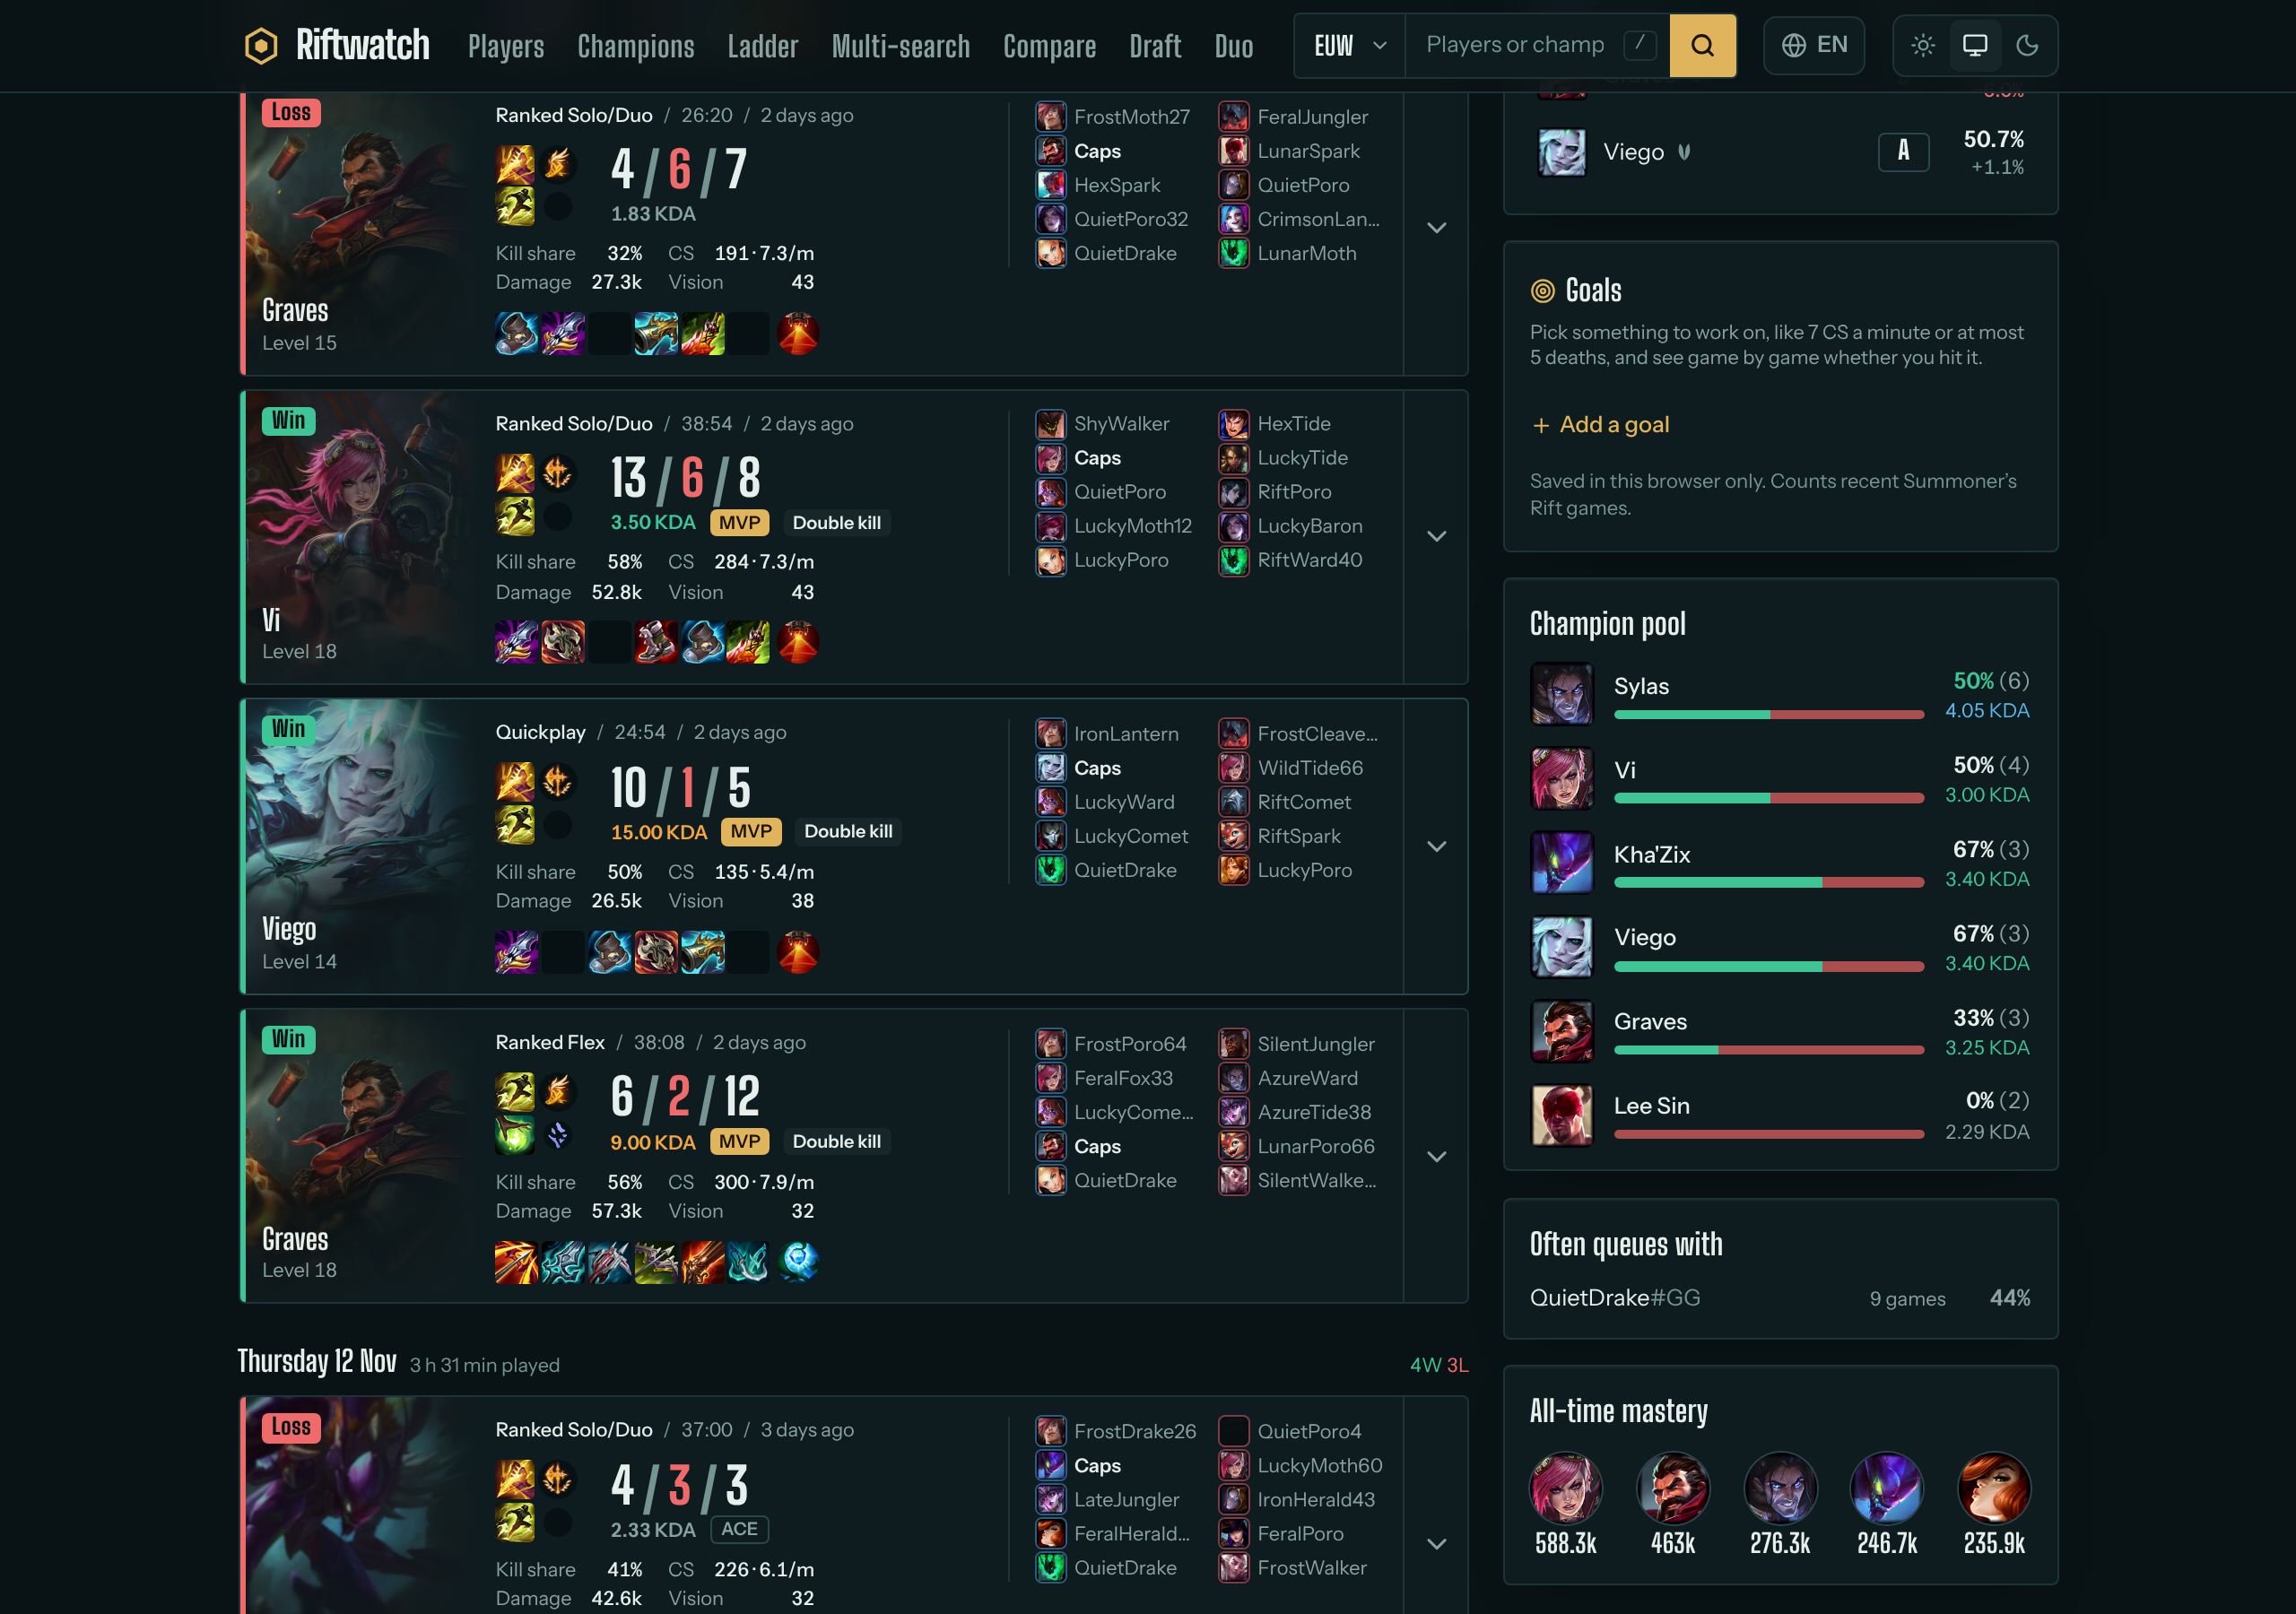 Riftwatch Players Champions Ladder Multi-search Compare Draft Duo EUW Players or champ / EN
Loss
Ranked Solo/Duo / 26:20 / 2 days ago
4 / 6 / 7
1.83 KDA
Kill share 32% CS 191 · 7.3/m
Damage 27.3k Vision 43
Graves
Level 15
FrostMoth27 FeralJungler
Caps LunarSpark
HexSpark QuietPoro
QuietPoro32 CrimsonLan...
QuietDrake LunarMoth
Win
Ranked Solo/Duo / 38:54 / 2 days ago
13 / 6 / 8
3.50 KDA MVP Double kill
Kill share 58% CS 284 · 7.3/m
Damage 52.8k Vision 43
Vi
Level 18
ShyWalker HexTide
Caps LuckyTide
QuietPoro RiftPoro
LuckyMoth12 LuckyBaron
LuckyPoro RiftWard40
Win
Quickplay / 24:54 / 2 days ago
10 / 1 / 5
15.00 KDA MVP Double kill
Kill share 50% CS 135 · 5.4/m
Damage 26.5k Vision 38
Viego
Level 14
IronLantern FrostCleave...
Caps WildTide66
LuckyWard RiftComet
LuckyComet RiftSpark
QuietDrake LuckyPoro
Win
Ranked Flex / 38:08 / 2 days ago
6 / 2 / 12
9.00 KDA MVP Double kill
Kill share 56% CS 300 · 7.9/m
Damage 57.3k Vision 32
Graves
Level 18
FrostPoro64 SilentJungler
FeralFox33 AzureWard
LuckyCome... AzureTide38
Caps LunarPoro66
QuietDrake SilentWalke...
Thursday 12 Nov 3 h 31 min played 4W 3L
Loss
Ranked Solo/Duo / 37:00 / 3 days ago
4 / 3 / 3
2.33 KDA ACE
Kill share 41% CS 226 · 6.1/m
Damage 42.6k Vision 32
FrostDrake26 QuietPoro4
Caps LuckyMoth60
LateJungler IronHerald43
FeralHerald... FeralPoro
QuietDrake FrostWalker
Viego A 50.7%
+1.1%
Goals
Pick something to work on, like 7 CS a minute or at most
5 deaths, and see game by game whether you hit it.
+ Add a goal
Saved in this browser only. Counts recent Summoner's
Rift games.
Champion pool
Sylas 50% (6)
4.05 KDA
Vi 50% (4)
3.00 KDA
Kha'Zix 67% (3)
3.40 KDA
Viego 67% (3)
3.40 KDA
Graves 33% (3)
3.25 KDA
Lee Sin 0% (2)
2.29 KDA
Often queues with
QuietDrake#GG 9 games 44%
All-time mastery
588.3k 463k 276.3k 246.7k 235.9k